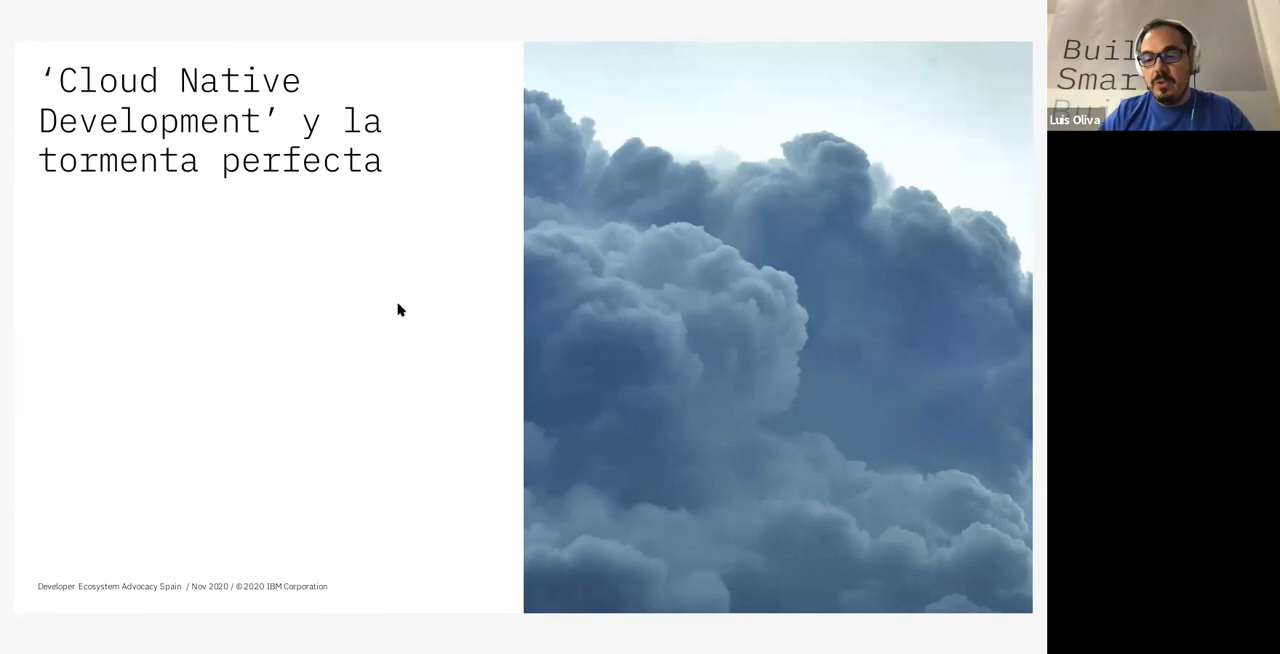 ‘Cloud Native
Development’ y la
tormenta perfecta
Developer Ecosystem Advocacy Spain / Nov 2020 / © 2020 IBM Corporation
Luis Oliva